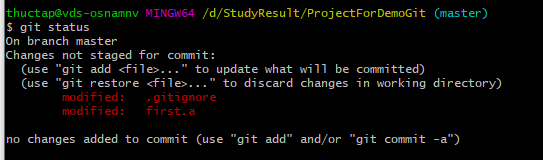 thuctap@vds-osnamnv MINGW64 /d/StudyResult/ProjectForDemoGit (master)
$ git status
On branch master
Changes not staged for commit:
  (use "git add <file>..." to update what will be committed)
  (use "git restore <file>..." to discard changes in working directory)
        modified:   .gitignore
        modified:   first.a

no changes added to commit (use "git add" and/or "git commit -a")